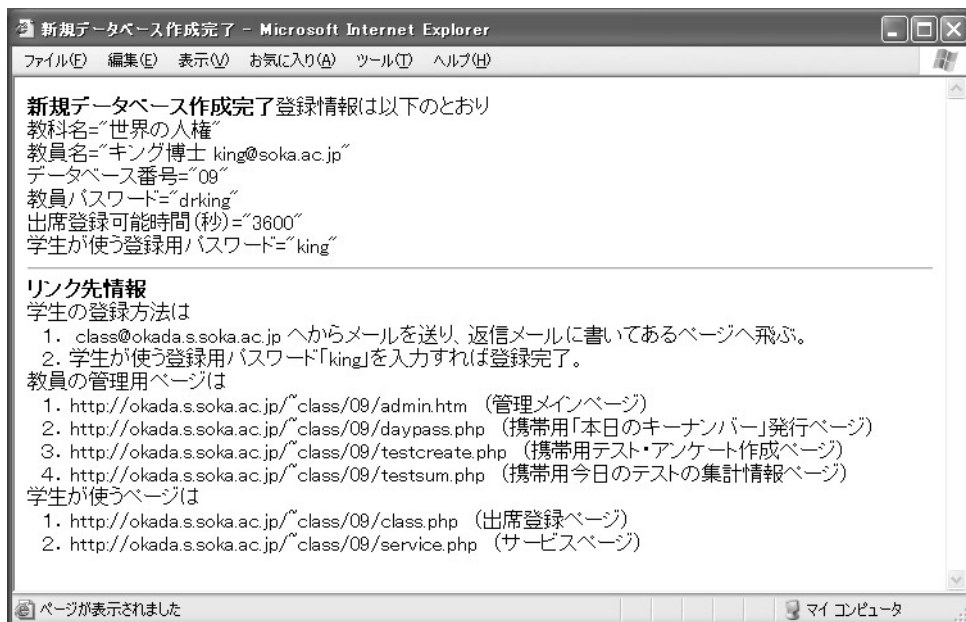 新規データベース作成完了 - Microsoft Internet Explorer
ファイル(F) 編集(E) 表示(V) お気に入り(A) ツール(T) ヘルプ(H)
新規データベース作成完了登録情報は以下のとおり
教科名="世界の人権"
教員名="キング博士 king@soka.ac.jp"
データベース番号="09"
教員パスワード="drking"
出席登録可能時間(秒)="3600"
学生が使う登録用パスワード="king"
リンク先情報
学生の登録方法は
1. class@okada.s.soka.ac.jp へからメールを送り、返信メールに書いてあるページへ飛ぶ。
2. 学生が使う登録用パスワード「king」を入力すれば登録完了。
教員の管理用ページは
1. http://okada.s.soka.ac.jp/~class/09/admin.htm (管理メインページ)
2. http://okada.s.soka.ac.jp/~class/09/daypass.php (携帯用「本日のキーナンバー」発行ページ)
3. http://okada.s.soka.ac.jp/~class/09/testcreate.php (携帯用テスト・アンケート作成ページ)
4. http://okada.s.soka.ac.jp/~class/09/testsum.php (携帯用今日のテストの集計情報ページ)
学生が使うページは
1. http://okada.s.soka.ac.jp/~class/09/class.php (出席登録ページ)
2. http://okada.s.soka.ac.jp/~class/09/service.php (サービスページ)
ページが表示されました マイ コンピュータ